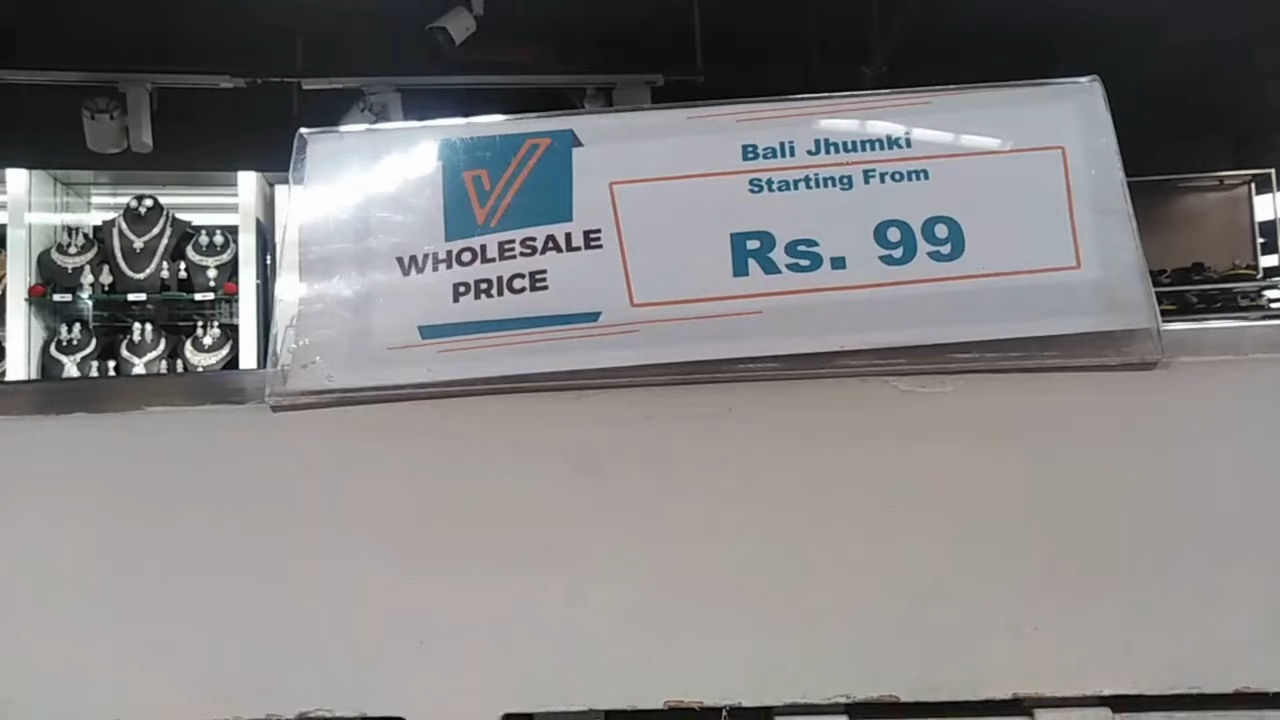 WHOLESALE
PRICE
Bali Jhumki
Starting From
Rs. 99